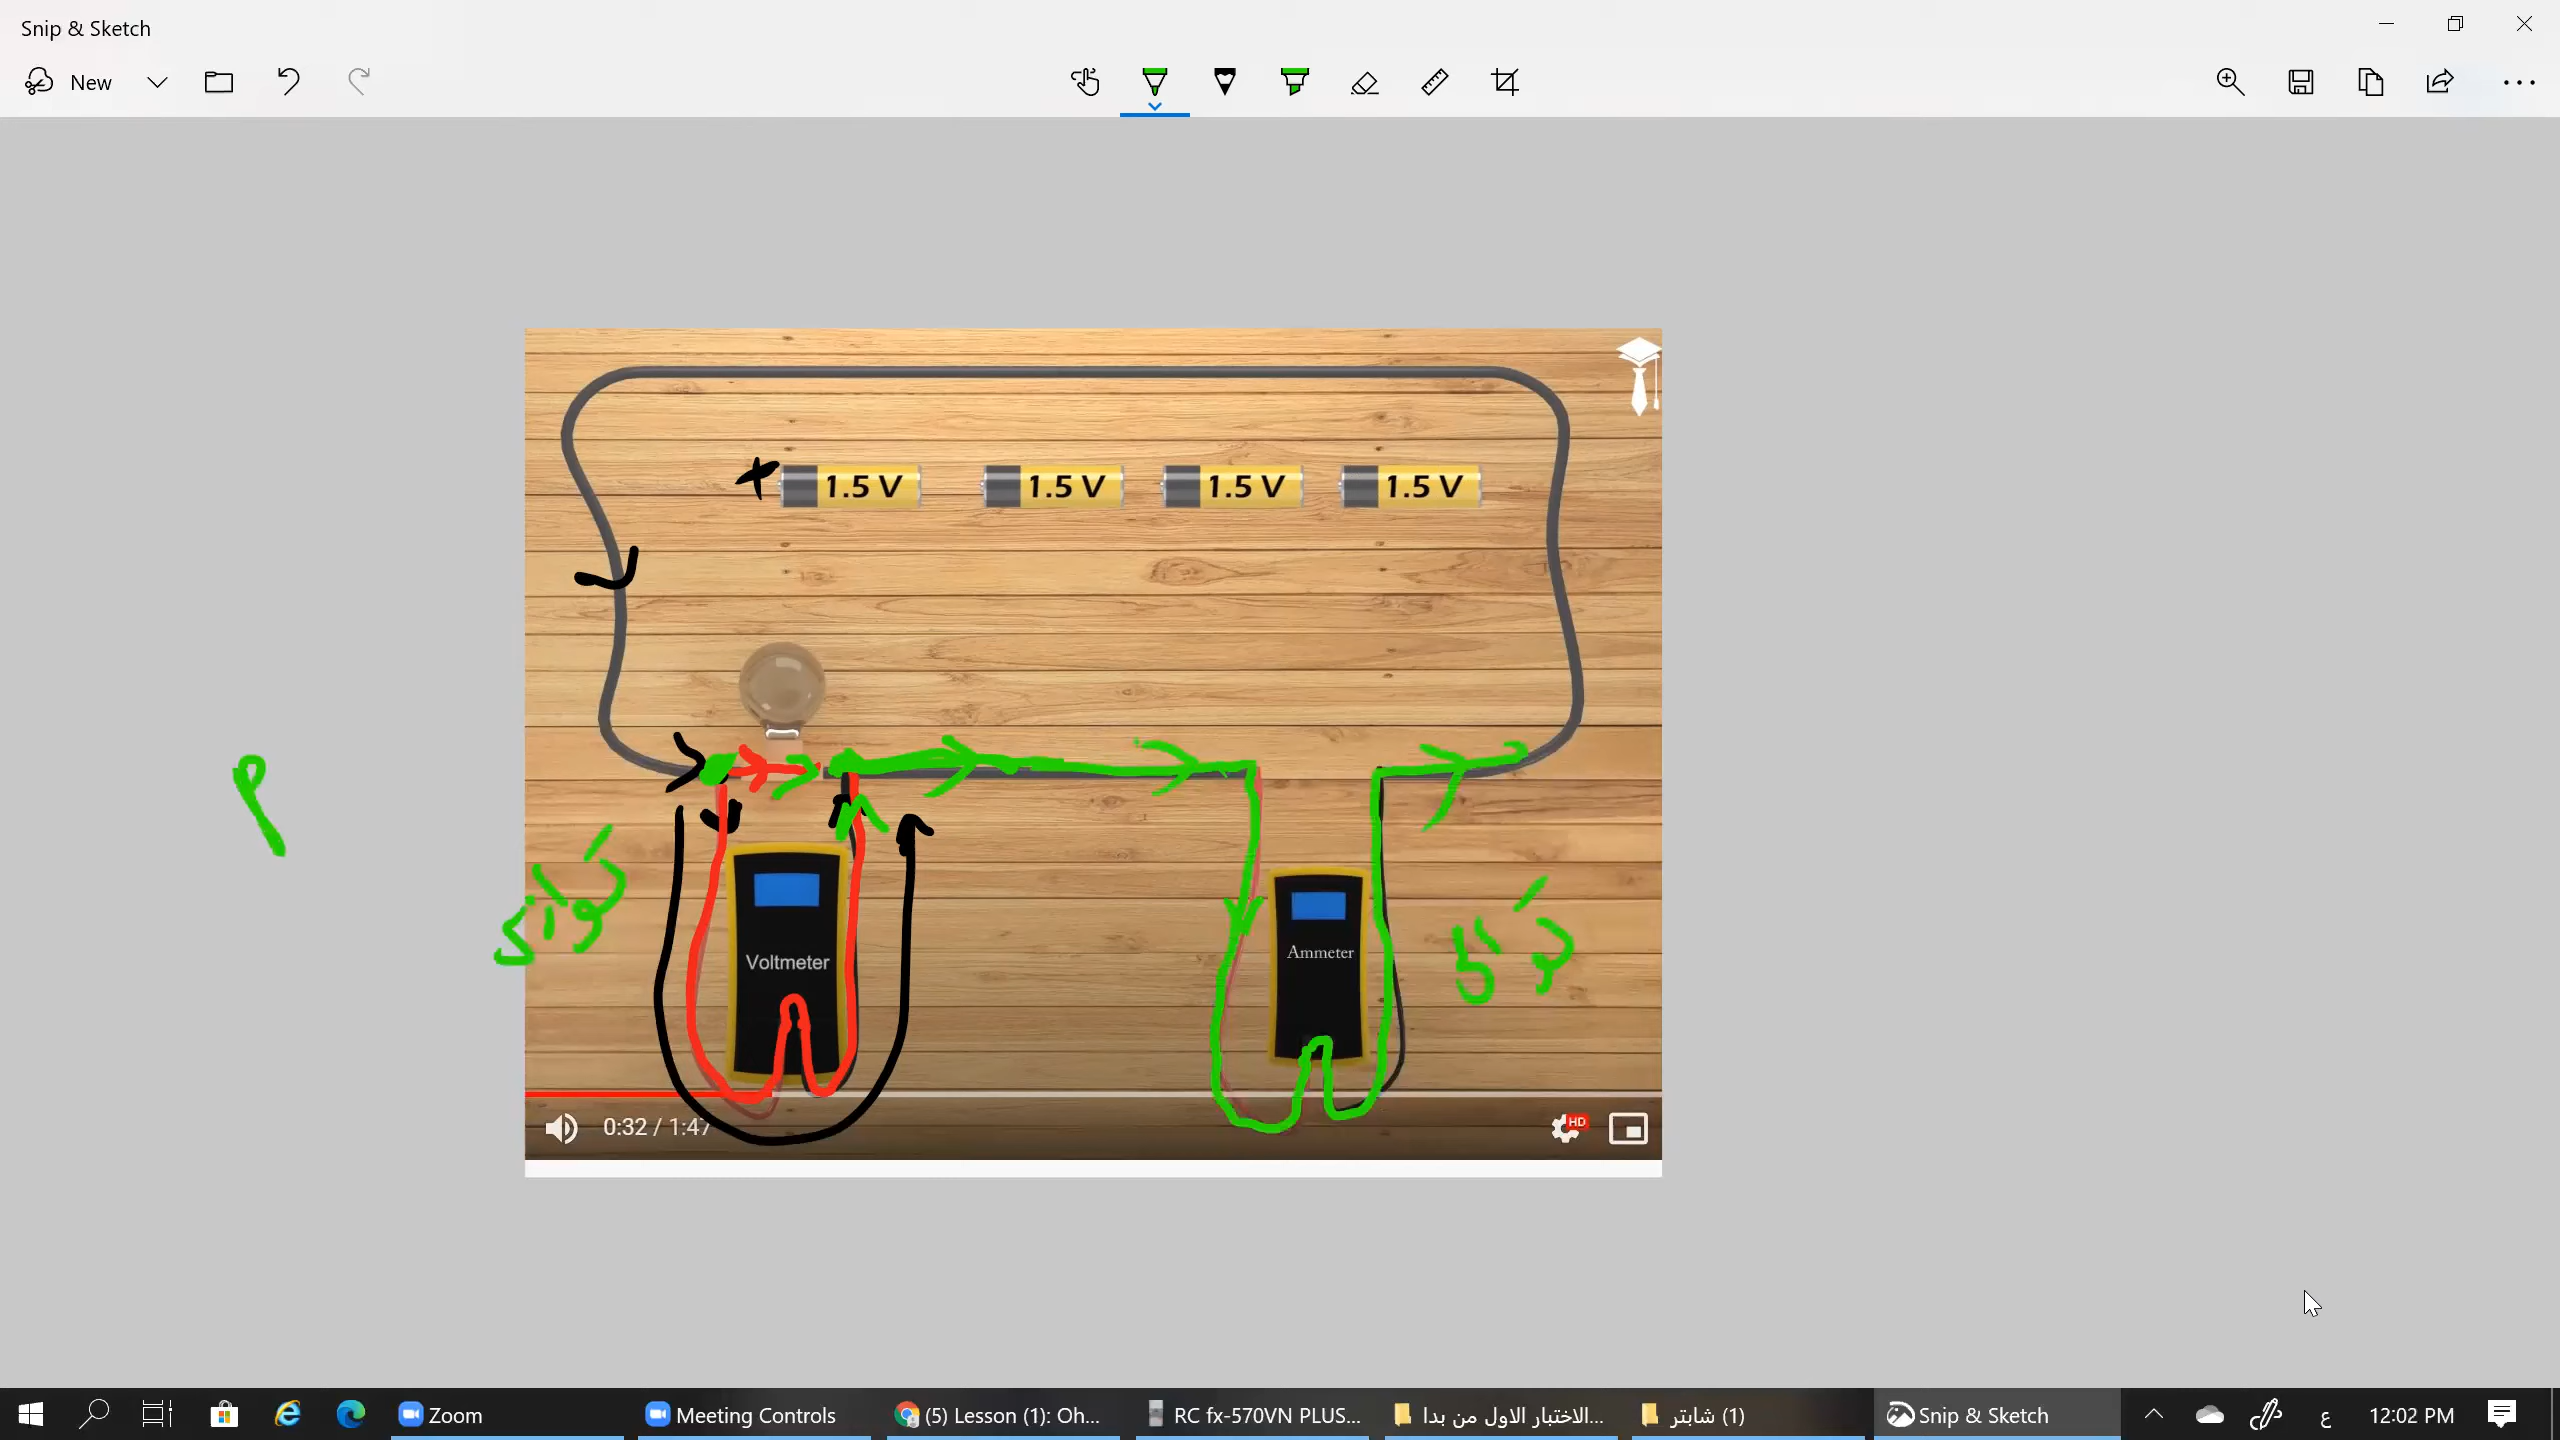 Snip & Sketch
New
1.5 V 1.5 V 1.5 V 1.5 V
+
توازي
Voltmeter
Ammeter
توالي
0:32 / 1:47
HD
Zoom
Meeting Controls
(5) Lesson (1): Oh...
RC fx-570VN PLUS...
الاختبار الاول من بدا...
شابتر (1)
Snip & Sketch
ع
12:02 PM